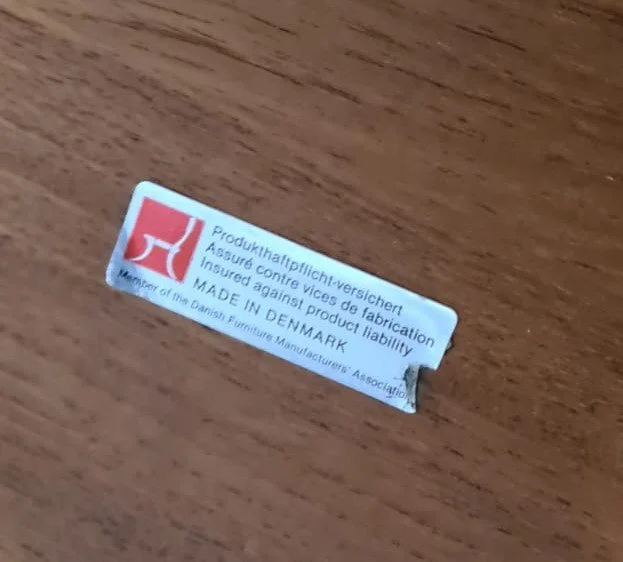 Produkthaftpflicht-versichert
Assuré contre vices de fabrication
Insured against product liability
MADE IN DENMARK
Member of the Danish Furniture Manufacturers' Association